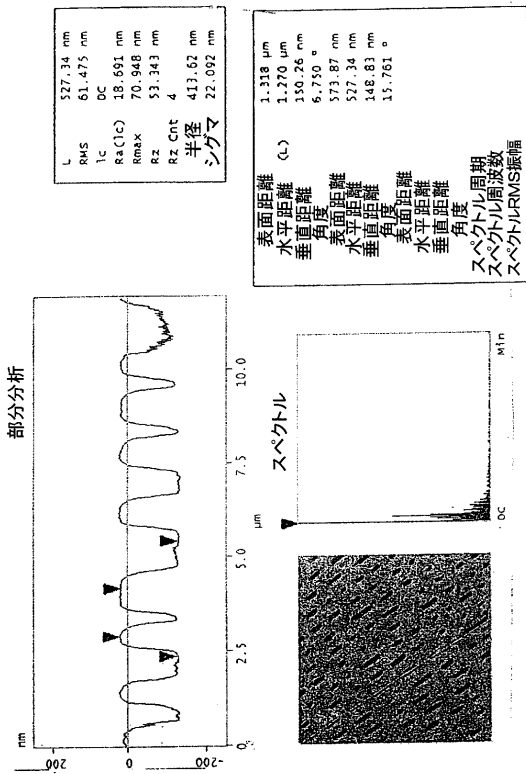 部分分析
nm
200
0
-200
0
2.5
5.0
7.5
10.0
µm
L 527.34 nm
RMS 61.475 nm
lc DC
Ra(lc) 18.691 nm
Rmax 70.948 nm
Rz 53.343 nm
Rz Cnt 4
半径 413.62 nm
シグマ 22.092 nm
スペクトル
DC
Min
表面距離 1.318 µm
水平距離 (L) 1.270 µm
垂直距離 150.26 nm
角度 6.750 °
表面距離 573.87 nm
水平距離 527.34 nm
垂直距離 148.83 nm
角度 15.761 °
表面距離
水平距離
垂直距離
角度
スペクトル周期
スペクトル周波数
スペクトルRMS振幅